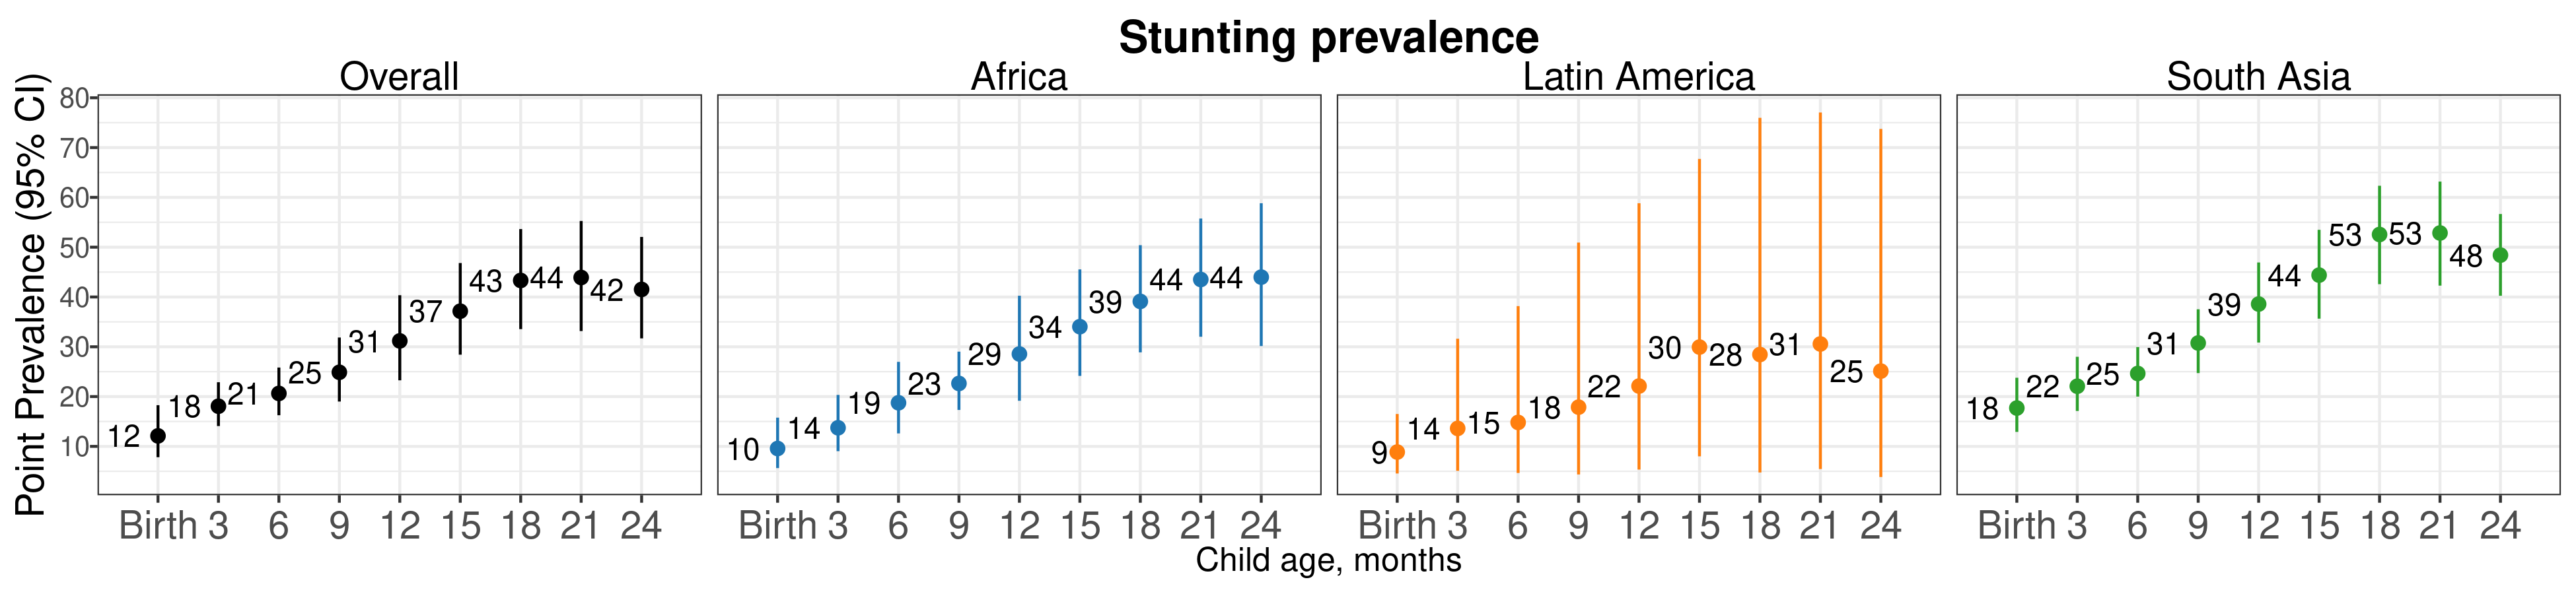 Stunting prevalence
Overall
Africa
Latin America
South Asia
Point Prevalence (95% CI)
80
70
60
50
40
30
20
10
12 18 21 25 31 37 43 44 42
10 14 19 23 29 34 39 44 44
9 14 15 18 22 30 28 31 25
18 22 25 31 39 44 53 53 48
Birth 3 6 9 12 15 18 21 24
Birth 3 6 9 12 15 18 21 24
Birth 3 6 9 12 15 18 21 24
Birth 3 6 9 12 15 18 21 24
Child age, months